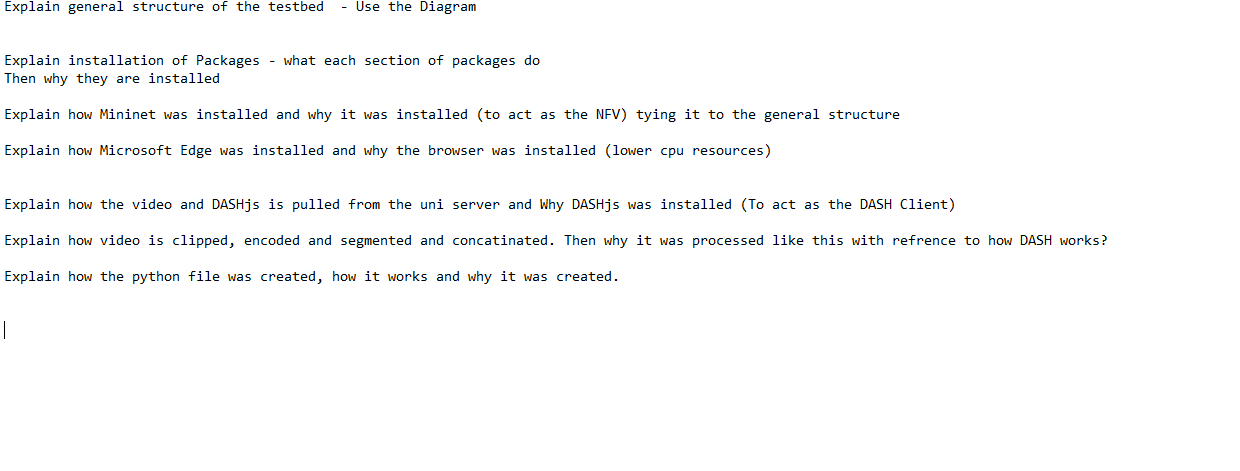 Explain general structure of the testbed  - Use the Diagram
Explain installation of Packages - what each section of packages do
Then why they are installed
Explain how Mininet was installed and why it was installed (to act as the NFV) tying it to the general structure
Explain how Microsoft Edge was installed and why the browser was installed (lower cpu resources)
Explain how the video and DASHjs is pulled from the uni server and Why DASHjs was installed (To act as the DASH Client)
Explain how video is clipped, encoded and segmented and concatinated. Then why it was processed like this with refrence to how DASH works?
Explain how the python file was created, how it works and why it was created.